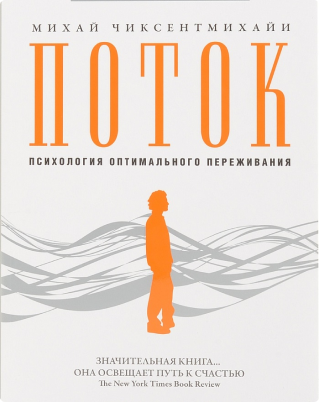 МИХАЙ ЧИКСЕНТМИХАЙИ
ПОТОК
ПСИХОЛОГИЯ ОПТИМАЛЬНОГО ПЕРЕЖИВАНИЯ
ЗНАЧИТЕЛЬНАЯ КНИГА...
ОНА ОСВЕЩАЕТ ПУТЬ К СЧАСТЬЮ
The New York Times Book Review